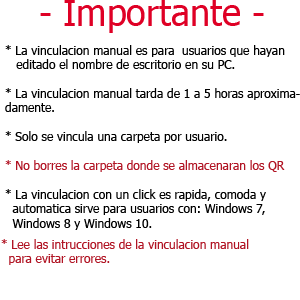 - Importante -
* La vinculacion manual es para usuarios que hayan
editado el nombre de escritorio en su PC.
* La vinculacion manual tarda de 1 a 5 horas aproxima-
damente.
* Solo se vincula una carpeta por usuario.
* No borres la carpeta donde se almacenaran los QR
* La vinculacion con un click es rapida, comoda y
automatica sirve para usuarios con: Windows 7,
Windows 8 y Windows 10.
* Lee las intrucciones de la vinculacion manual
para evitar errores.